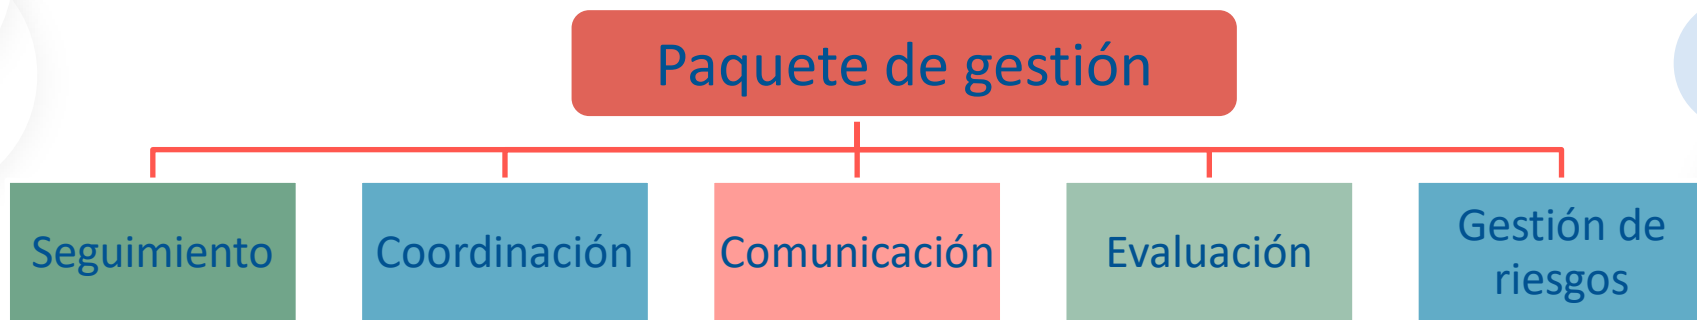 Paquete de gestión
Seguimiento
Coordinación
Comunicación
Evaluación
Gestión de
riesgos